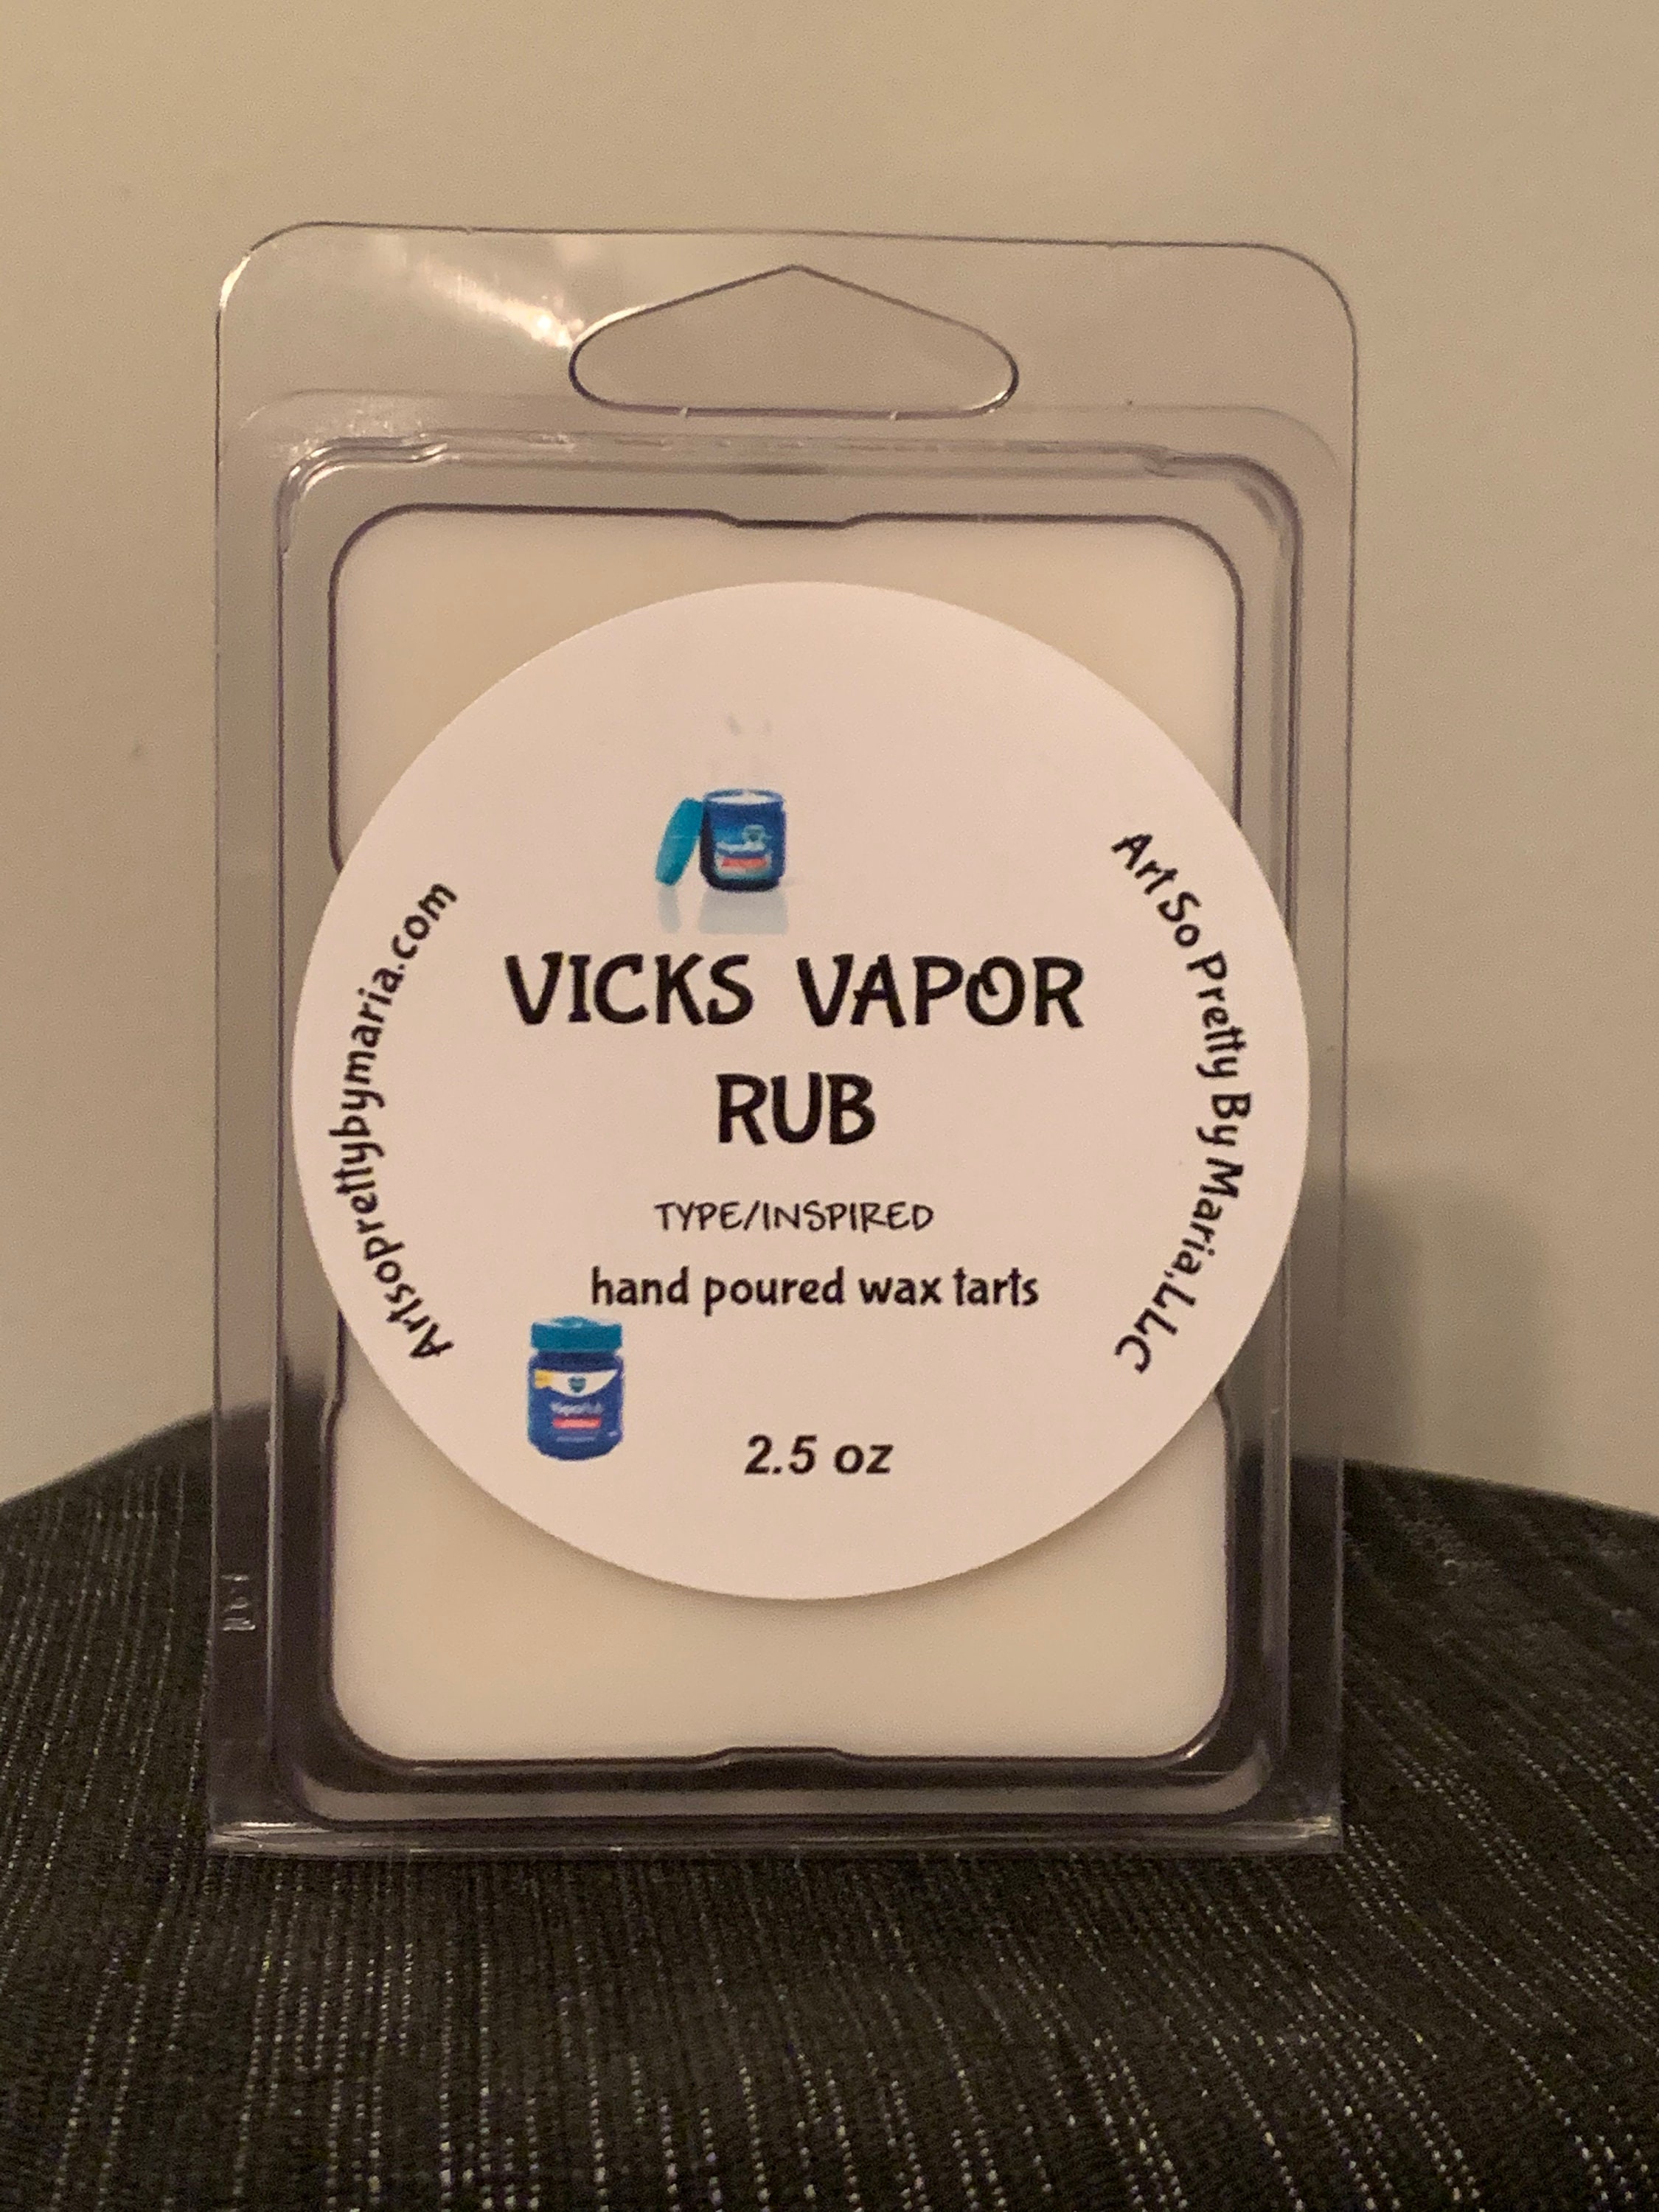 VICKS VAPOR
RUB
TYPE/INSPIRED
hand poured wax tarts
2.5 oz
Artsoprettybymaria.com
Art So Pretty By Maria,LLC
VapoRub